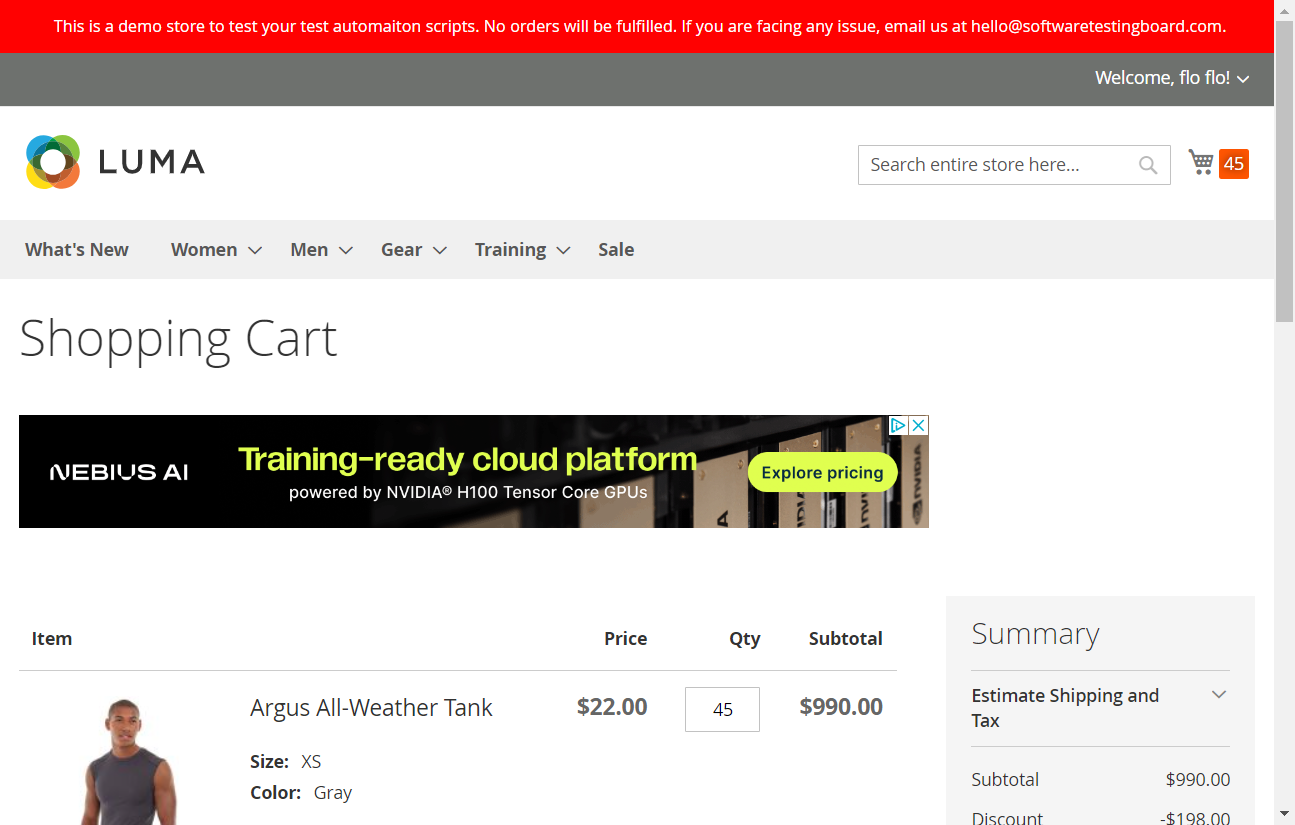 This is a demo store to test your test automaiton scripts. No orders will be fulfilled. If you are facing any issue, email us at hello@softwaretestingboard.com.
Welcome, flo flo!
LUMA
Search entire store here...
45
What's New Women Men Gear Training Sale
Shopping Cart
NEBIUS AI
Training-ready cloud platform
powered by NVIDIA® H100 Tensor Core GPUs
Explore pricing
NVIDIA
Item Price Qty Subtotal
Argus All-Weather Tank $22.00 45 $990.00
Size: XS
Color: Gray
Summary
Estimate Shipping and
Tax
Subtotal $990.00
Discount -$198.00